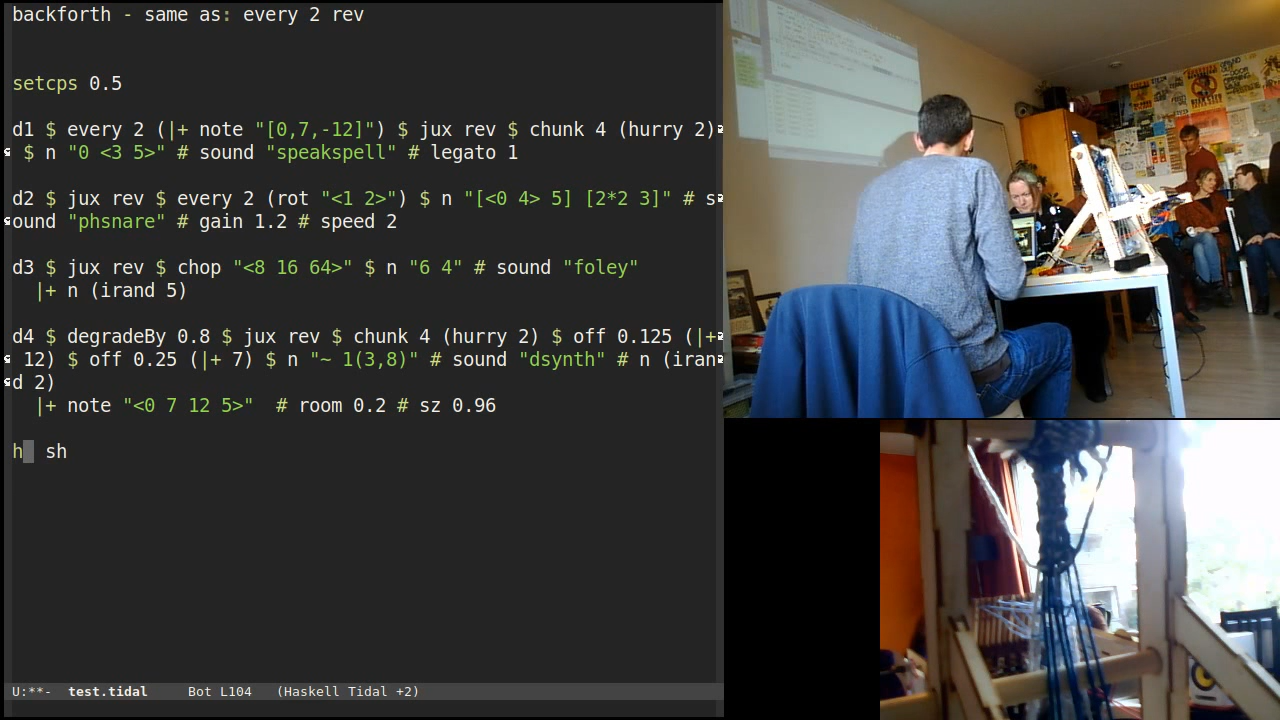 backforth - same as: every 2 rev
setcps 0.5
d1 $ every 2 (|+ note "[0,7,-12]") $ jux rev $ chunk 4 (hurry 2)
 $ n "0 <3 5>" # sound "speakspell" # legato 1
d2 $ jux rev $ every 2 (rot "<1 2>") $ n "[<0 4> 5] [2*2 3]" # s
ound "phsnare" # gain 1.2 # speed 2
d3 $ jux rev $ chop "<8 16 64>" $ n "6 4" # sound "foley"
  |+ n (irand 5)
d4 $ degradeBy 0.8 $ jux rev $ chunk 4 (hurry 2) $ off 0.125 (|+
 12) $ off 0.25 (|+ 7) $ n "~ 1(3,8)" # sound "dsynth" # n (iran
d 2)
  |+ note "<0 7 12 5>"  # room 0.2 # sz 0.96
h  sh
U:**-  test.tidal     Bot L104   (Haskell Tidal +2)